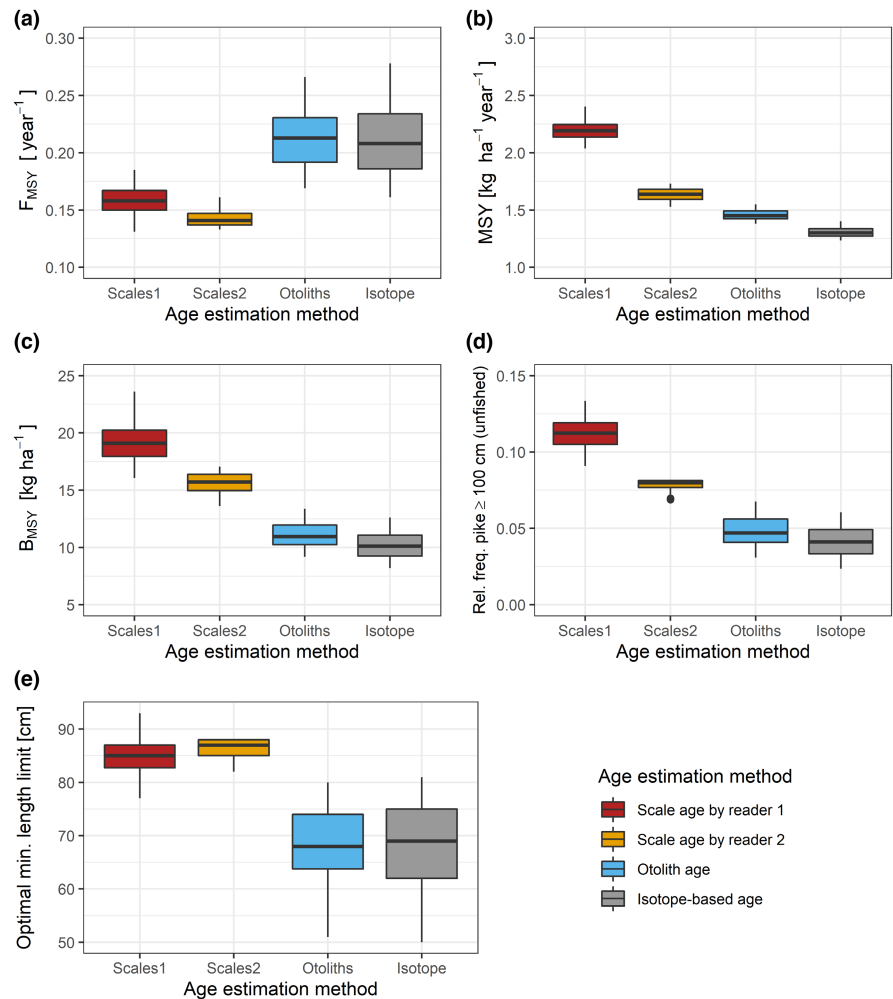 (a)
F_MSY [ year⁻¹ ]
0.30
0.25
0.20
0.15
0.10
Scales1 Scales2 Otoliths Isotope
Age estimation method
(b)
MSY [kg ha⁻¹ year⁻¹ ]
3.0
2.5
2.0
1.5
1.0
Scales1 Scales2 Otoliths Isotope
Age estimation method
(c)
B_MSY [kg ha⁻¹ ]
25
20
15
10
5
Scales1 Scales2 Otoliths Isotope
Age estimation method
(d)
Rel. freq. pike ≥ 100 cm (unfished)
0.15
0.10
0.05
0.00
Scales1 Scales2 Otoliths Isotope
Age estimation method
(e)
Optimal min. length limit [cm]
90
80
70
60
50
Scales1 Scales2 Otoliths Isotope
Age estimation method
Age estimation method
Scale age by reader 1
Scale age by reader 2
Otolith age
Isotope-based age